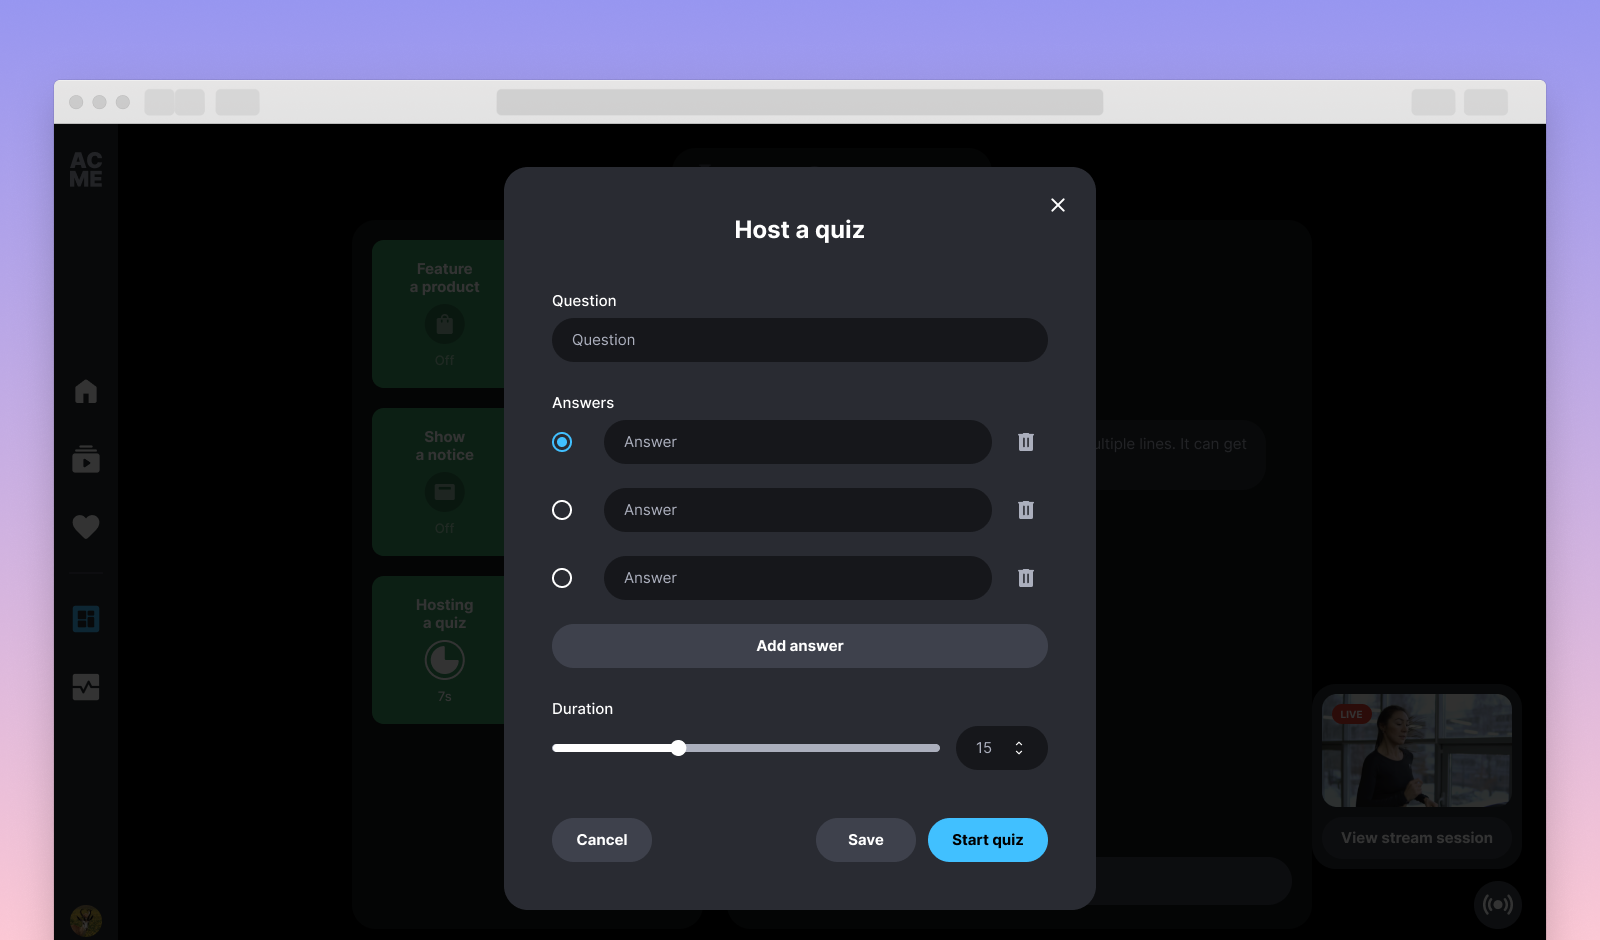 AC
ME
Host a quiz
Feature
a product
Off
Show
a notice
Off
Hosting
a quiz
7s
Question
Question
Answers
Answer
Answer
Answer
Add answer
Duration
15
Cancel
Save
Start quiz
multiple lines. It can get
LIVE
View stream session